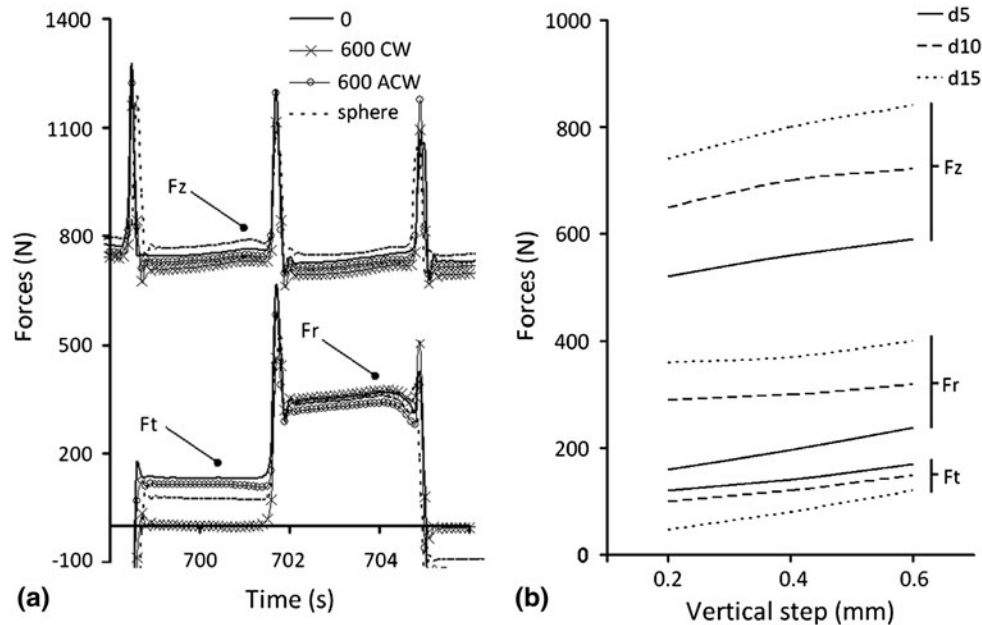 1400
1100
800
500
200
-100
Forces (N)
0
600 CW
600 ACW
sphere
Fz
Fr
Ft
700
702
704
(a)
Time (s)
1000
800
600
400
200
0
Forces (N)
d5
d10
d15
Fz
Fr
Ft
0.2
0.4
0.6
(b)
Vertical step (mm)